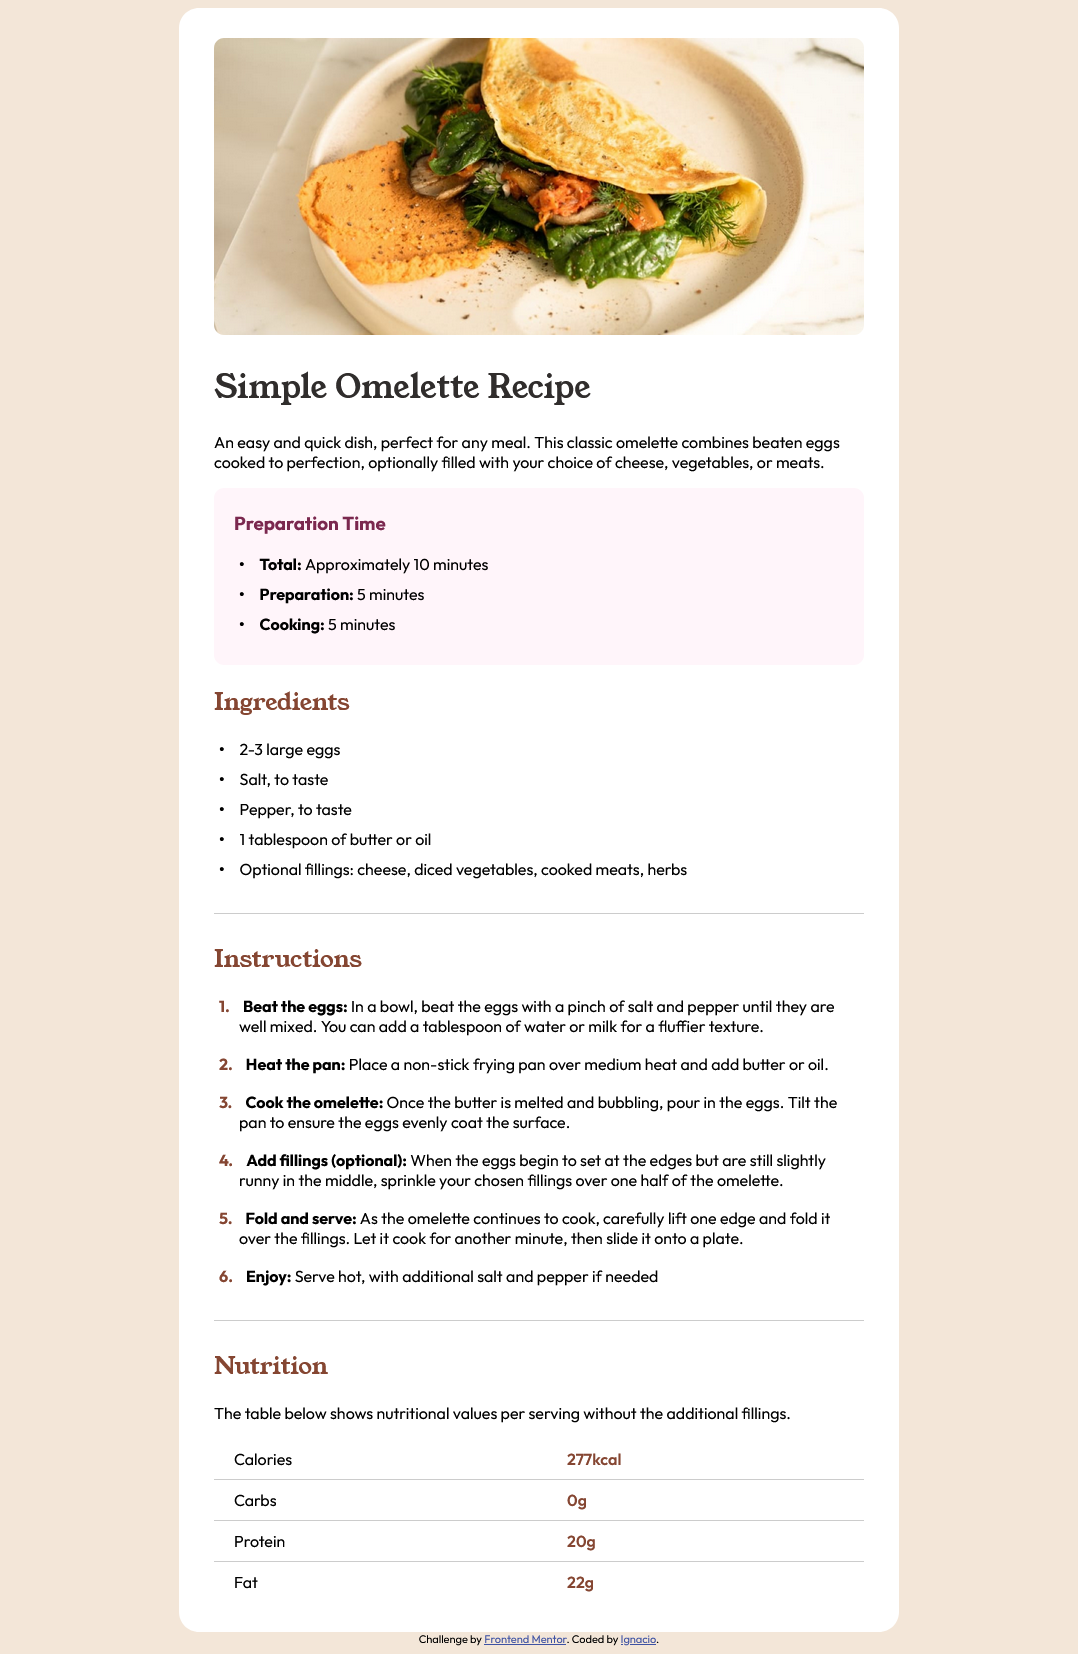 Simple Omelette Recipe
An easy and quick dish, perfect for any meal. This classic omelette combines beaten eggs
cooked to perfection, optionally filled with your choice of cheese, vegetables, or meats.
Preparation Time
• Total: Approximately 10 minutes
• Preparation: 5 minutes
• Cooking: 5 minutes
Ingredients
• 2-3 large eggs
• Salt, to taste
• Pepper, to taste
• 1 tablespoon of butter or oil
• Optional fillings: cheese, diced vegetables, cooked meats, herbs
Instructions
1. Beat the eggs: In a bowl, beat the eggs with a pinch of salt and pepper until they are
well mixed. You can add a tablespoon of water or milk for a fluffier texture.
2. Heat the pan: Place a non-stick frying pan over medium heat and add butter or oil.
3. Cook the omelette: Once the butter is melted and bubbling, pour in the eggs. Tilt the
pan to ensure the eggs evenly coat the surface.
4. Add fillings (optional): When the eggs begin to set at the edges but are still slightly
runny in the middle, sprinkle your chosen fillings over one half of the omelette.
5. Fold and serve: As the omelette continues to cook, carefully lift one edge and fold it
over the fillings. Let it cook for another minute, then slide it onto a plate.
6. Enjoy: Serve hot, with additional salt and pepper if needed
Nutrition
The table below shows nutritional values per serving without the additional fillings.
Calories 277kcal
Carbs 0g
Protein 20g
Fat 22g
Challenge by Frontend Mentor. Coded by Ignacio.